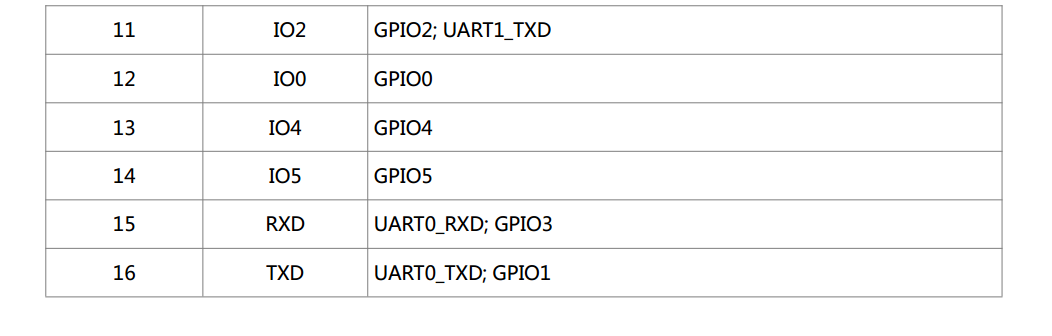 11 IO2 GPIO2; UART1_TXD
12 IO0 GPIO0
13 IO4 GPIO4
14 IO5 GPIO5
15 RXD UART0_RXD; GPIO3
16 TXD UART0_TXD; GPIO1